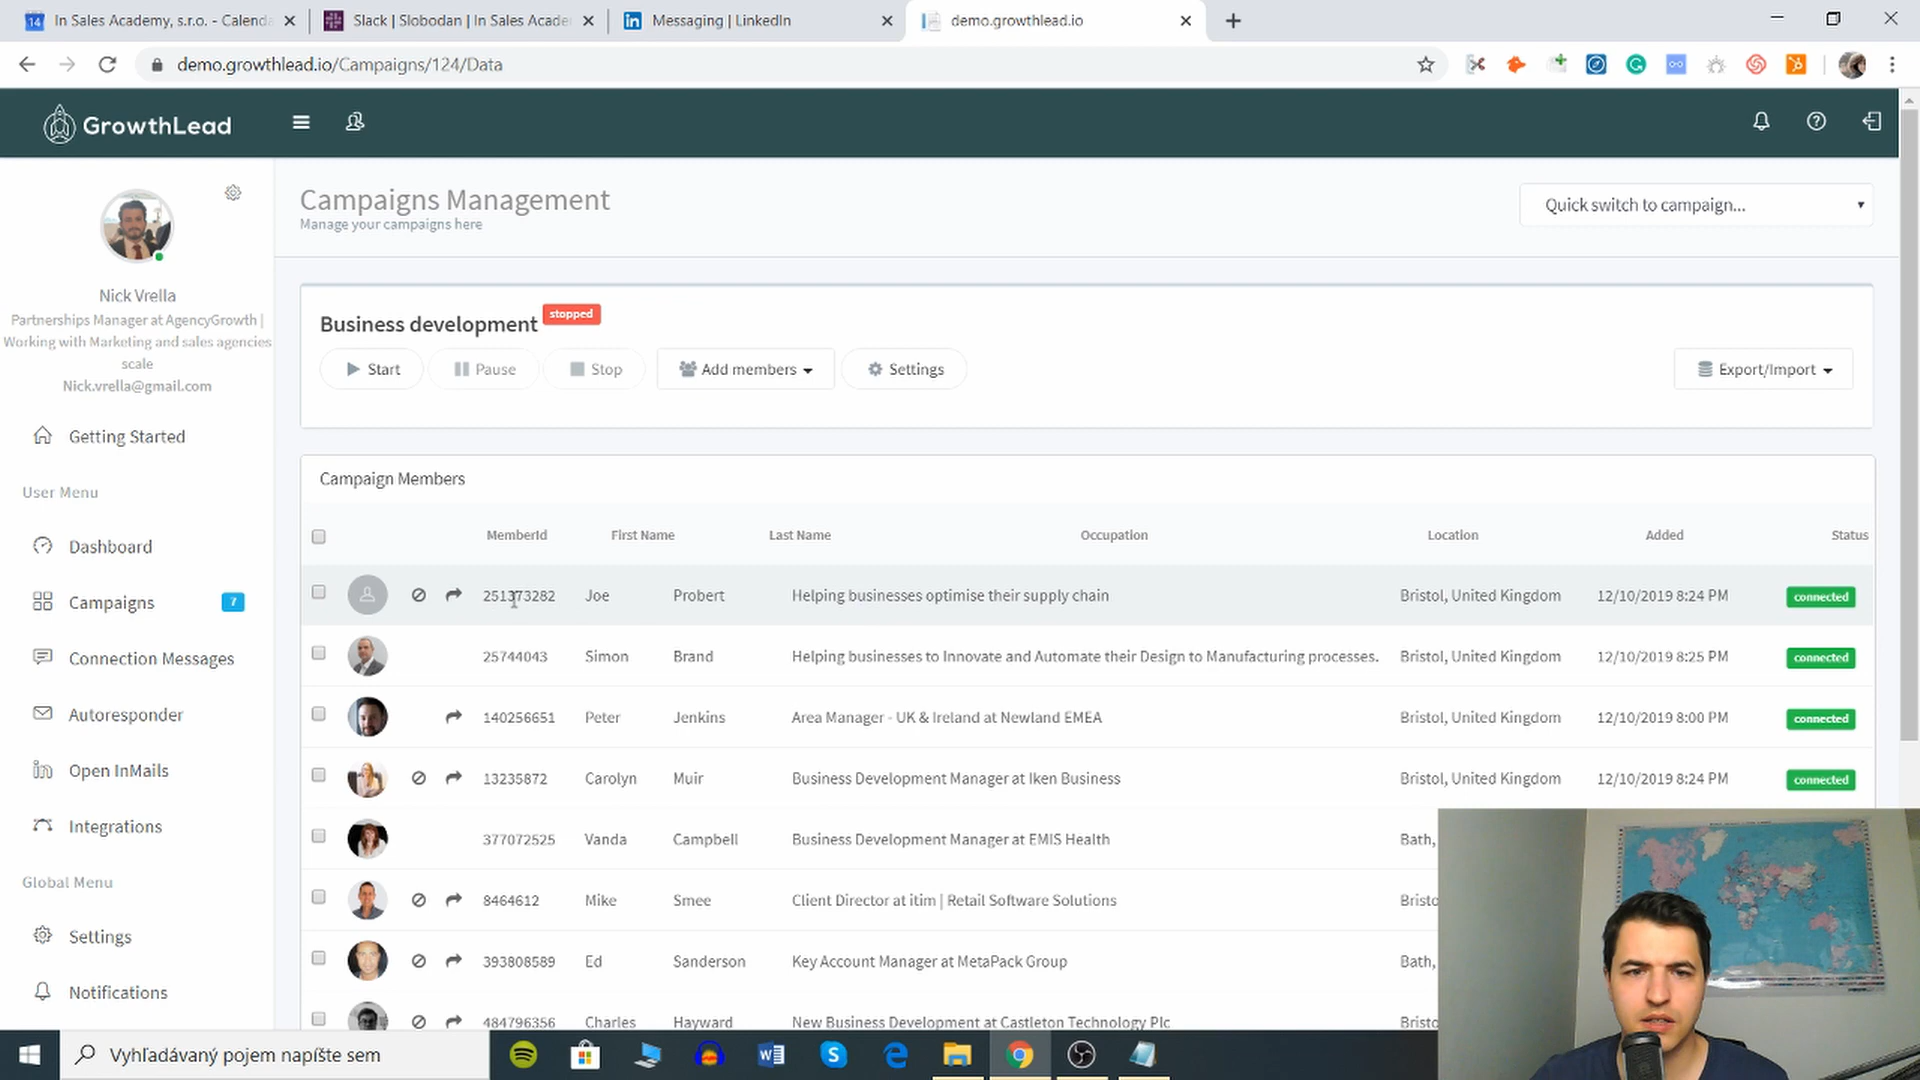 In Sales Academy, s.r.o. - Calenda
Slack | Slobodan | In Sales Acade
Messaging | LinkedIn
demo.growthlead.io
demo.growthlead.io/Campaigns/124/Data
GrowthLead
Nick Vrella
Partnerships Manager at AgencyGrowth |
Working with Marketing and sales agencies
scale
Nick.vrella@gmail.com
Getting Started
User Menu
Dashboard
Campaigns 7
Connection Messages
Autoresponder
Open InMails
Integrations
Global Menu
Settings
Notifications
Campaigns Management
Manage your campaigns here
Quick switch to campaign...
Business development stopped
Start Pause Stop Add members Settings Export/Import
Campaign Members
MemberId First Name Last Name Occupation Location Added Status
251373282 Joe Probert Helping businesses optimise their supply chain Bristol, United Kingdom 12/10/2019 8:24 PM connected
25744043 Simon Brand Helping businesses to Innovate and Automate their Design to Manufacturing processes. Bristol, United Kingdom 12/10/2019 8:25 PM connected
140256651 Peter Jenkins Area Manager - UK & Ireland at Newland EMEA Bristol, United Kingdom 12/10/2019 8:00 PM connected
13235872 Carolyn Muir Business Development Manager at Iken Business Bristol, United Kingdom 12/10/2019 8:24 PM connected
377072525 Vanda Campbell Business Development Manager at EMIS Health Bath,
8464612 Mike Smee Client Director at itim | Retail Software Solutions Bristo
393808589 Ed Sanderson Key Account Manager at MetaPack Group Bath,
484796356 Charles Hayward New Business Development at Castleton Technology Plc Bristo
Vyhľadávaný pojem napíšte sem